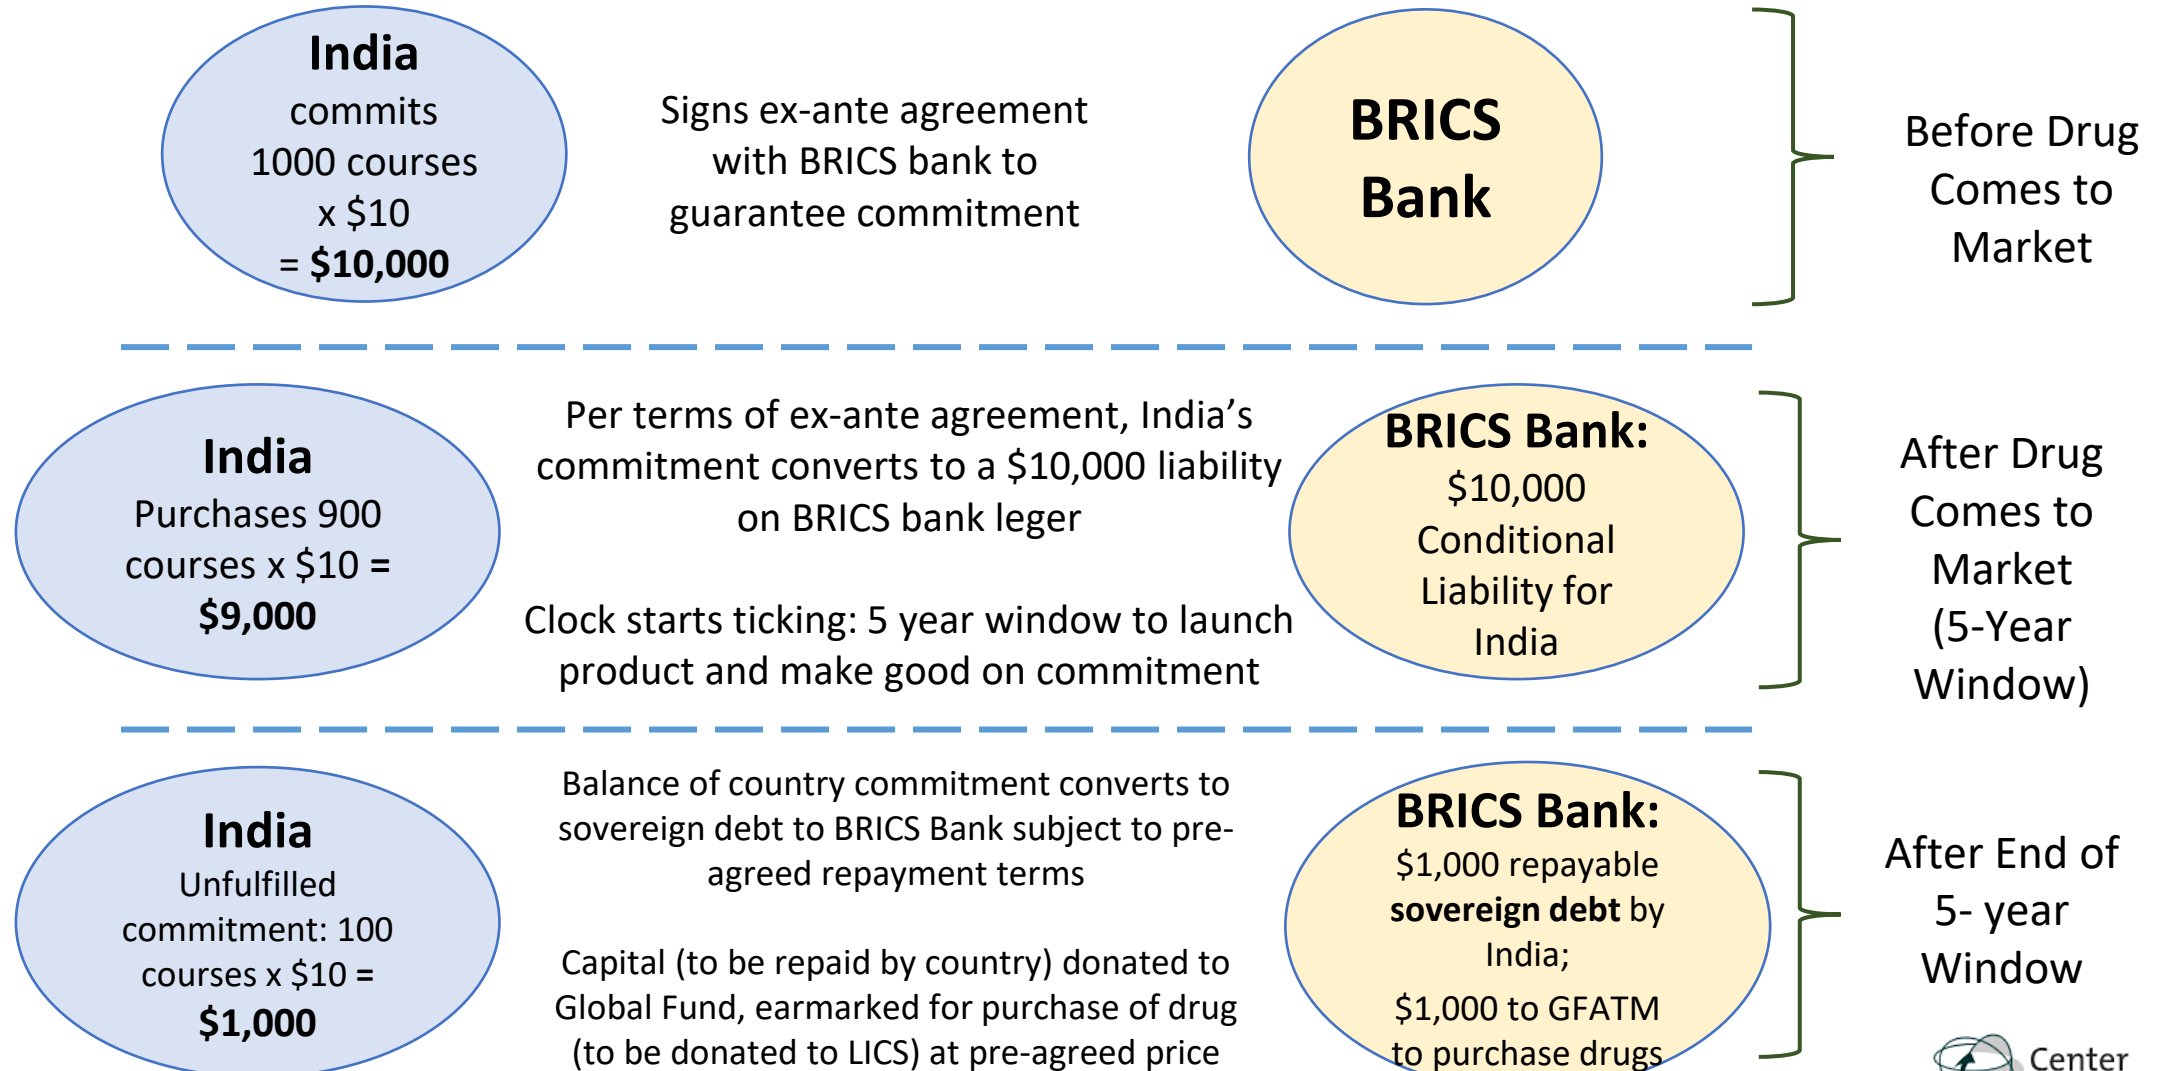 India
commits
1000 courses
x $10
= $10,000
Signs ex-ante agreement
with BRICS bank to
guarantee commitment
BRICS
Bank
Before Drug
Comes to
Market
India
Purchases 900
courses x $10 =
$9,000
Per terms of ex-ante agreement, India’s
commitment converts to a $10,000 liability
on BRICS bank leger
Clock starts ticking: 5 year window to launch
product and make good on commitment
BRICS Bank:
$10,000
Conditional
Liability for
India
After Drug
Comes to
Market
(5-Year
Window)
India
Unfulfilled
commitment: 100
courses x $10 =
$1,000
Balance of country commitment converts to
sovereign debt to BRICS Bank subject to pre-
agreed repayment terms
Capital (to be repaid by country) donated to
Global Fund, earmarked for purchase of drug
(to be donated to LICS) at pre-agreed price
BRICS Bank:
$1,000 repayable
sovereign debt by
India;
$1,000 to GFATM
to purchase drugs
After End of
5- year
Window
Center